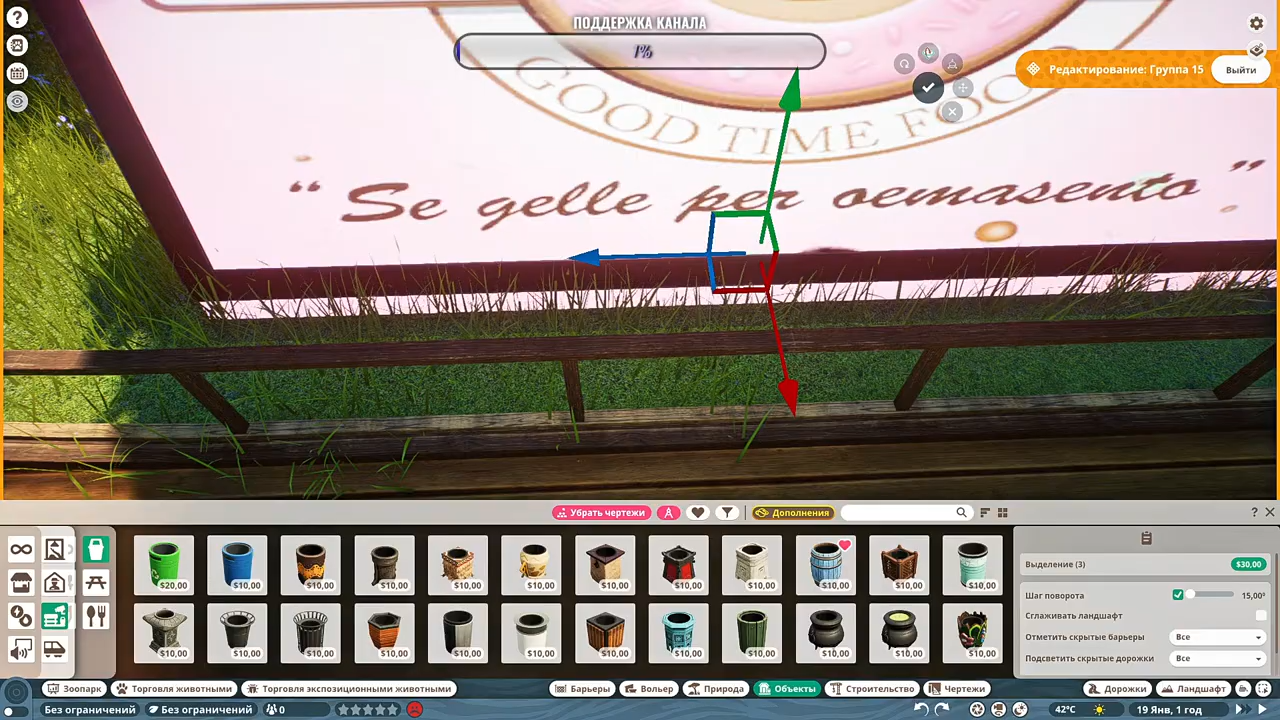 ПОДДЕРЖКА КАНАЛА
1%
Редактирование: Группа 15
Выйти
GOOD TIME FOO
“ Se gelle per oemasento ”
Убрать чертежи
Дополнения
?
$20,00 $10,00 $10,00 $10,00 $10,00 $10,00 $10,00 $10,00 $10,00 $10,00 $10,00 $10,00
$10,00 $10,00 $10,00 $10,00 $10,00 $10,00 $10,00 $10,00 $10,00 $10,00 $10,00 $10,00
Выделение (3) $30,00
Шаг поворота 15,00°
Сглаживать ландшафт
Отметить скрытые барьеры Все
Подсветить скрытые дорожки Все
Зоопарк Торговля животными Торговля экспозиционными животными Барьеры Вольер Природа Объекты Строительство Чертежи Дорожки Ландшафт
Без ограничений Без ограничений 0 42°C 19 Янв, 1 год